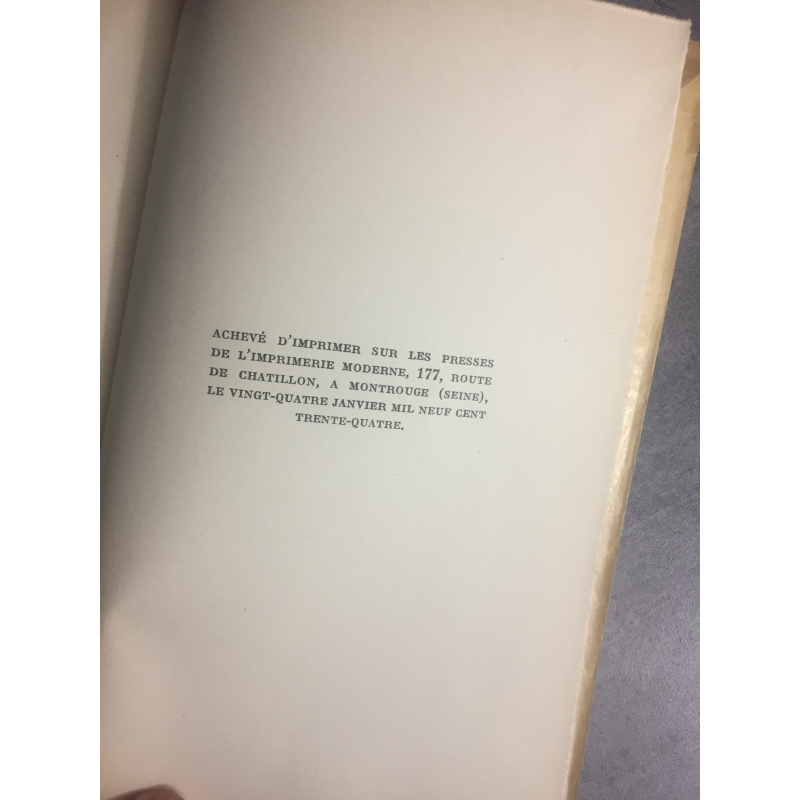 ACHEVÉ D'IMPRIMER SUR LES PRESSES
DE L'IMPRIMERIE MODERNE, 177, ROUTE
DE CHATILLON, A MONTROUGE (SEINE),
LE VINGT-QUATRE JANVIER MIL NEUF CENT
TRENTE-QUATRE.